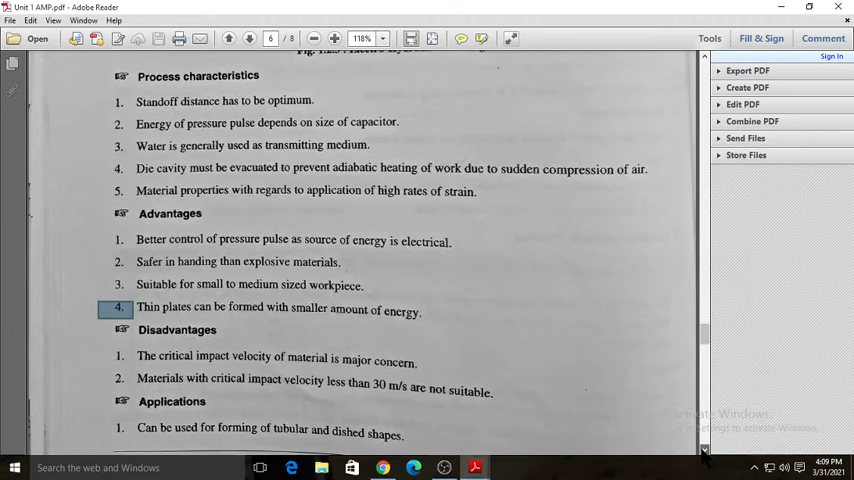 Unit 1 AMP.pdf - Adobe Reader
File Edit View Window Help
Open 6 / 8 118% Tools Fill & Sign Comment
Sign In
Export PDF
Create PDF
Edit PDF
Combine PDF
Send Files
Store Files
Process characteristics
1. Standoff distance has to be optimum.
2. Energy of pressure pulse depends on size of capacitor.
3. Water is generally used as transmitting medium.
4. Die cavity must be evacuated to prevent adiabatic heating of work due to sudden compression of air.
5. Material properties with regards to application of high rates of strain.
Advantages
1. Better control of pressure pulse as source of energy is electrical.
2. Safer in handing than explosive materials.
3. Suitable for small to medium sized workpiece.
4. Thin plates can be formed with smaller amount of energy.
Disadvantages
1. The critical impact velocity of material is major concern.
2. Materials with critical impact velocity less than 30 m/s are not suitable.
Applications
1. Can be used for forming of tubular and dished shapes.
Activate Windows
to Settings to activate Windows.
Search the web and Windows
4:09 PM
3/31/2021